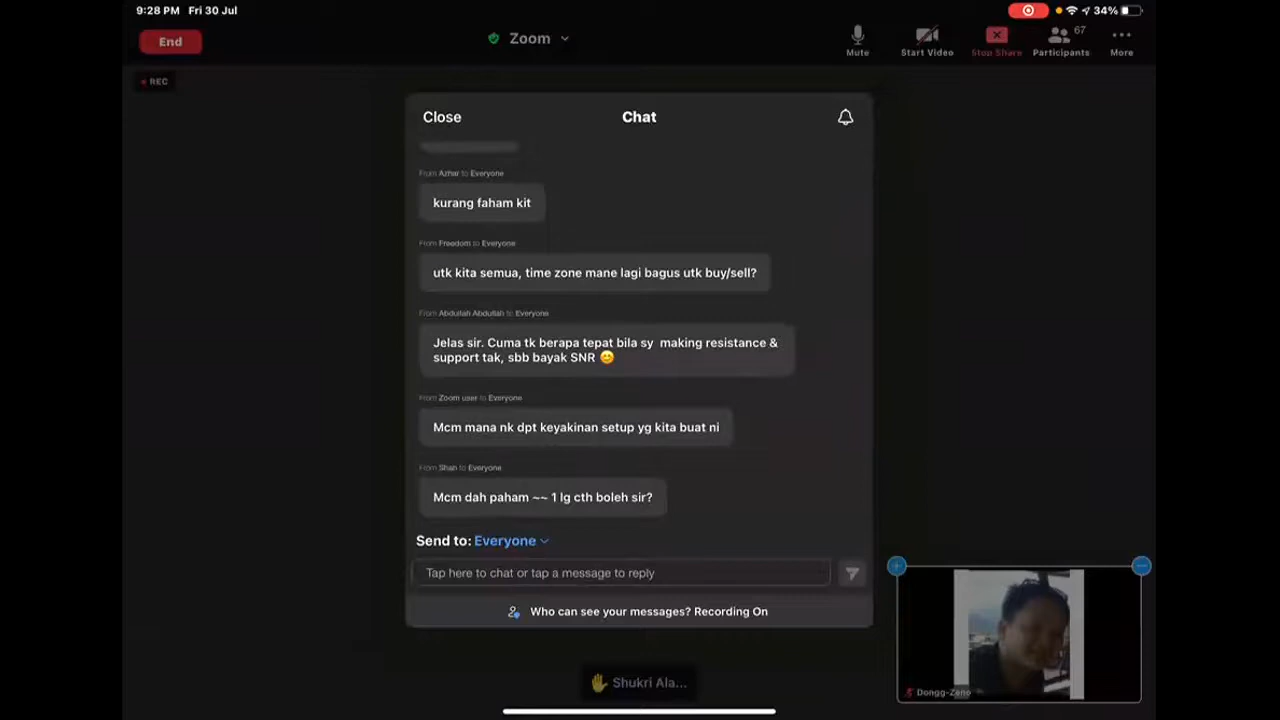 9:28 PM Fri 30 Jul
34%
End
Zoom
Mute
Start Video
Stop Share
67
Participants
More
REC
Close
Chat
From Azhar to Everyone
kurang faham kit
From Freedom to Everyone
utk kita semua, time zone mane lagi bagus utk buy/sell?
From Abdullah Abdullah to Everyone
Jelas sir. Cuma tk berapa tepat bila sy making resistance &
support tak, sbb bayak SNR 😊
From Zoom user to Everyone
Mcm mana nk dpt keyakinan setup yg kita buat ni
From Shah to Everyone
Mcm dah paham ~~ 1 lg cth boleh sir?
Send to: Everyone
Tap here to chat or tap a message to reply
Who can see your messages? Recording On
Shukri Ala...
Dongg-Zeno